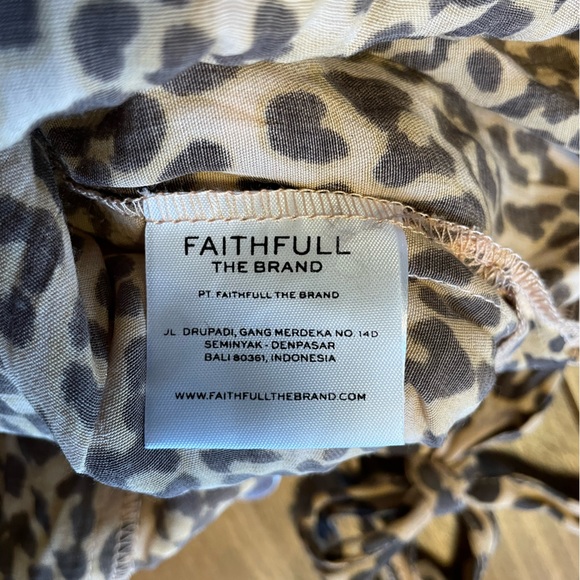 FAITHFULL
THE BRAND
PT. FAITHFULL THE BRAND
JL. DRUPADI, GANG MERDEKA NO. 14D
SEMINYAK - DENPASAR
BALI 80361, INDONESIA
WWW.FAITHFULLTHEBRAND.COM